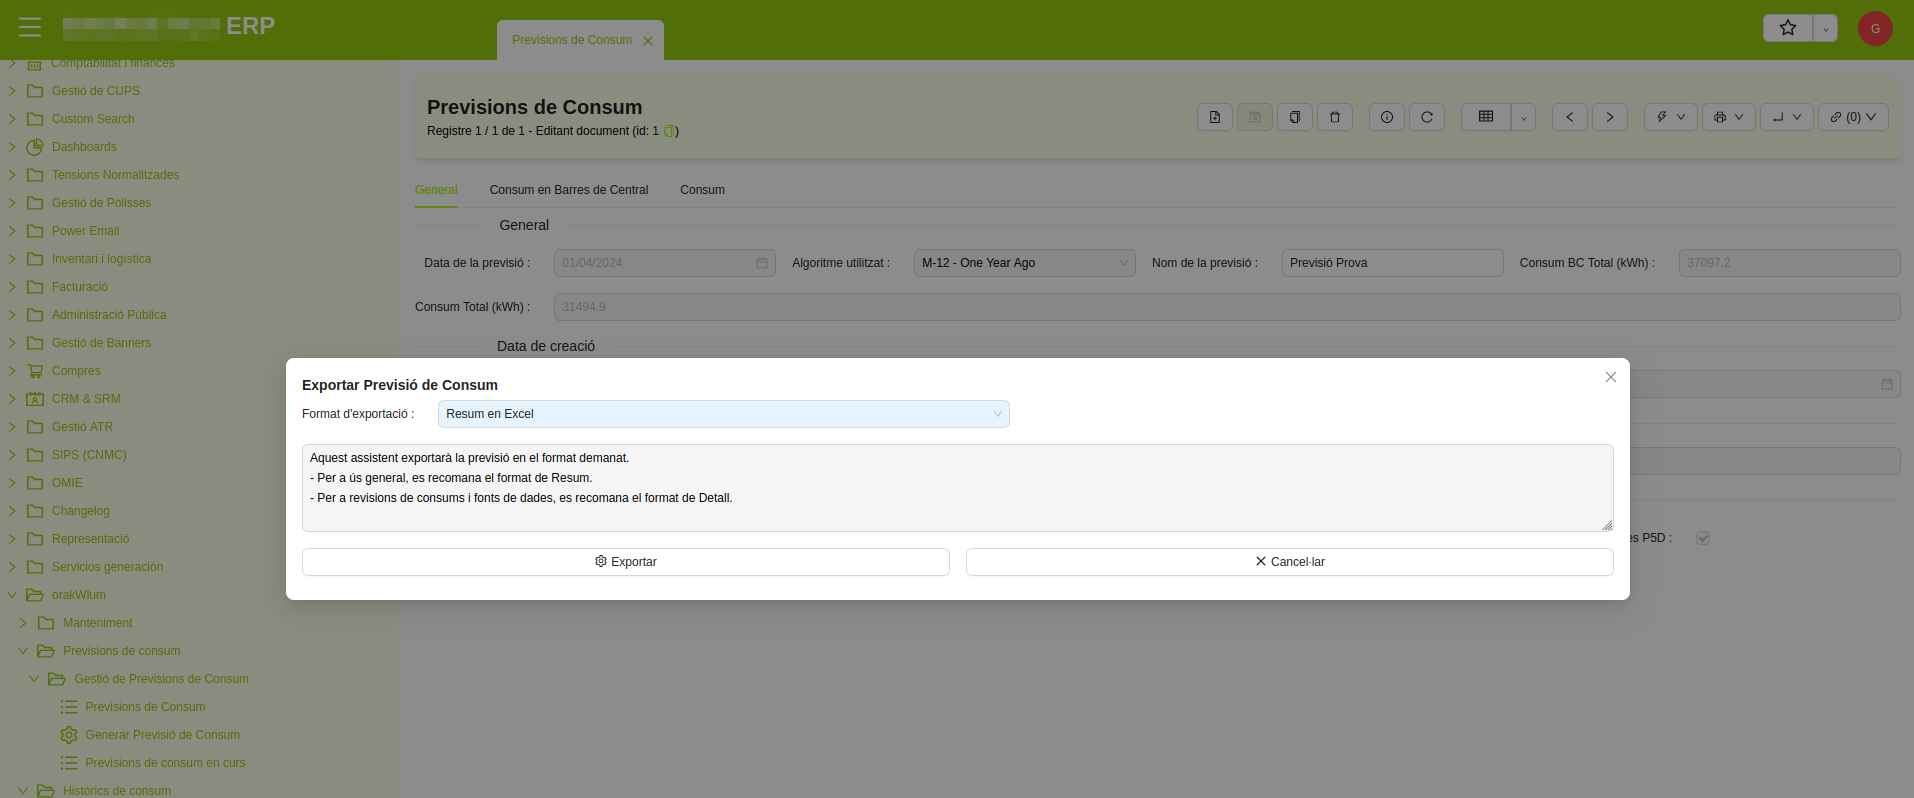 ERP
Previsions de Consum
G
Comptabilitat i finances
Gestió de CUPS
Custom Search
Dashboards
Tensions Normalitzades
Gestió de Pòlisses
Power Email
Inventari i logística
Facturació
Administració Pública
Gestió de Banners
Compres
CRM & SRM
Gestió ATR
SIPS (CNMC)
OMIE
Changelog
Representació
Servicios generación
orakWlum
Manteniment
Previsions de consum
Gestió de Previsions de Consum
Previsions de Consum
Generar Previsió de Consum
Previsions de consum en curs
Històrics de consum
Previsions de Consum
Registre 1 / 1 de 1 - Editant document (id: 1 )
(0)
General Consum en Barres de Central Consum
General
Data de la previsió : 01/04/2024 Algoritme utilitzat : M-12 - One Year Ago Nom de la previsió : Previsió Prova Consum BC Total (kWh) : 37097.2
Consum Total (kWh) : 31494.9
Data de creació
es P5D :
Exportar Previsió de Consum
Format d'exportació : Resum en Excel
Aquest assistent exportarà la previsió en el format demanat.
- Per a ús general, es recomana el format de Resum.
- Per a revisions de consums i fonts de dades, es recomana el format de Detall.
Exportar Cancel·lar